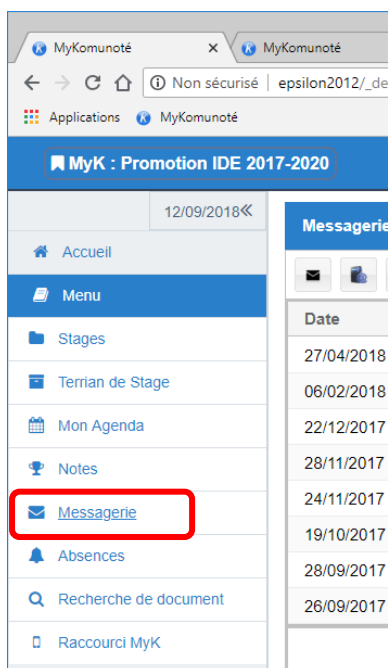 MyKomunoté
MyKomunoté
Non sécurisé epsilon2012/_de
Applications MyKomunoté
MyK : Promotion IDE 2017-2020
12/09/2018
Accueil
Menu
Stages
Terrian de Stage
Mon Agenda
Notes
Messagerie
Absences
Recherche de document
Raccourci MyK
Messagerie
Date
27/04/2018
06/02/2018
22/12/2017
28/11/2017
24/11/2017
19/10/2017
28/09/2017
26/09/2017